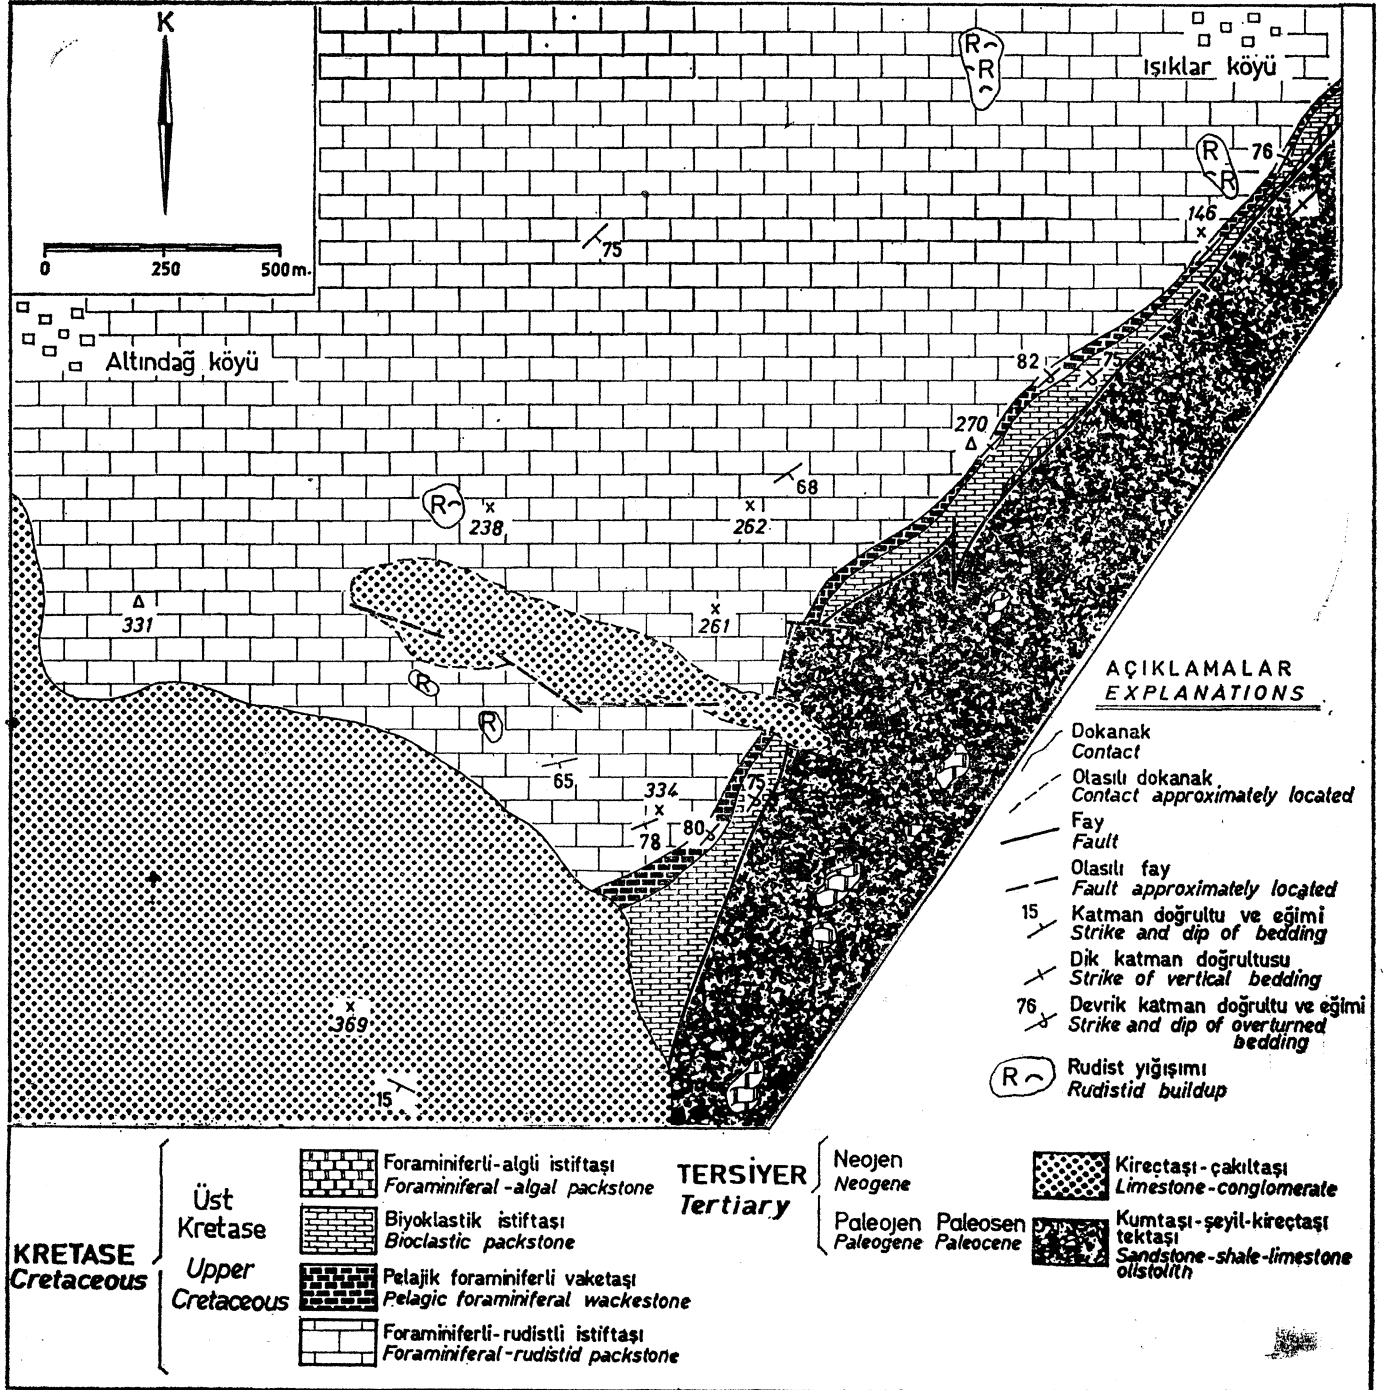 K
0 250 500 m.
R
R
Işıklar köyü
R
R
76
146
75
Altındağ köyü
82
75
270
68
R
238
262
331
261
R
R
65
334
75
78
80
369
15
AÇIKLAMALAR
EXPLANATIONS
Dokanak
Contact
Olasılı dokanak
Contact approximately located
Fay
Fault
Olasılı fay
Fault approximately located
15 Katman doğrultu ve eğimi
Strike and dip of bedding
Dik katman doğrultusu
Strike of vertical bedding
76 Devrik katman doğrultu ve eğimi
Strike and dip of overturned
bedding
R Rudist yığışımı
Rudistid buildup
KRETASE
Cretaceous
Üst
Kretase
Upper
Cretaceous
Foraminiferli-algli istiftaşı
Foraminiferal-algal packstone
Biyoklastik istiftaşı
Bioclastic packstone
Pelajik foraminiferli vaketaşı
Pelagic foraminiferal wackestone
Foraminiferli-rudistli istiftaşı
Foraminiferal-rudistid packstone
TERSİYER
Tertiary
Neojen
Neogene
Paleojen Paleosen
Paleogene Paleocene
Kireçtaşı-çakıltaşı
Limestone-conglomerate
Kumtaşı-şeyil-kireçtaşı
tektaşı
Sandstone-shale-limestone
olistolith